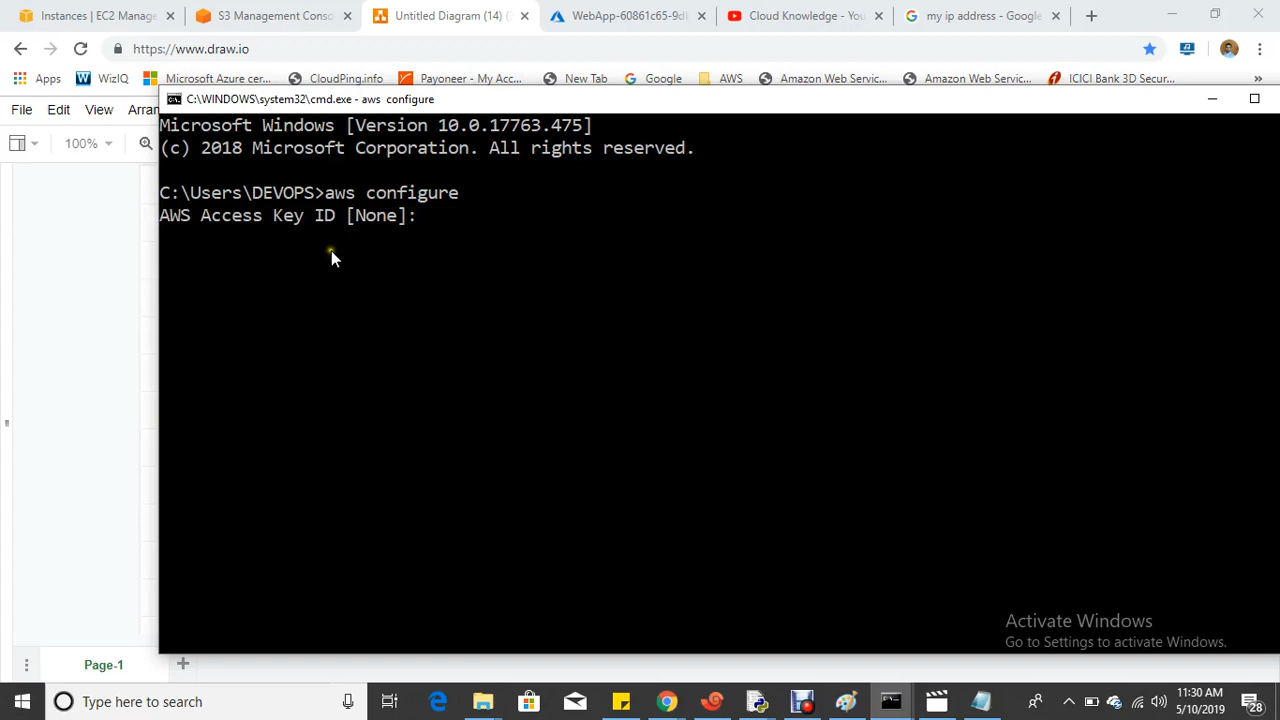 Instances | EC2 Manage
S3 Management Conso
Untitled Diagram (14) (
WebApp-60861c65-9di
Cloud Knowledge - You
my ip address - Google
https://www.draw.io
Apps
WizIQ
Microsoft Azure cer...
CloudPing.info
Payoneer - My Acc...
New Tab
Google
AWS
Amazon Web Servic...
Amazon Web Servic...
ICICI Bank 3D Secur...
»
File
Edit
View
Arran
C:\WINDOWS\system32\cmd.exe - aws configure
100%
Microsoft Windows [Version 10.0.17763.475]
(c) 2018 Microsoft Corporation. All rights reserved.
C:\Users\DEVOPS>aws configure
AWS Access Key ID [None]:
Activate Windows
Go to Settings to activate Windows.
Page-1
Type here to search
11:30 AM
5/10/2019
28